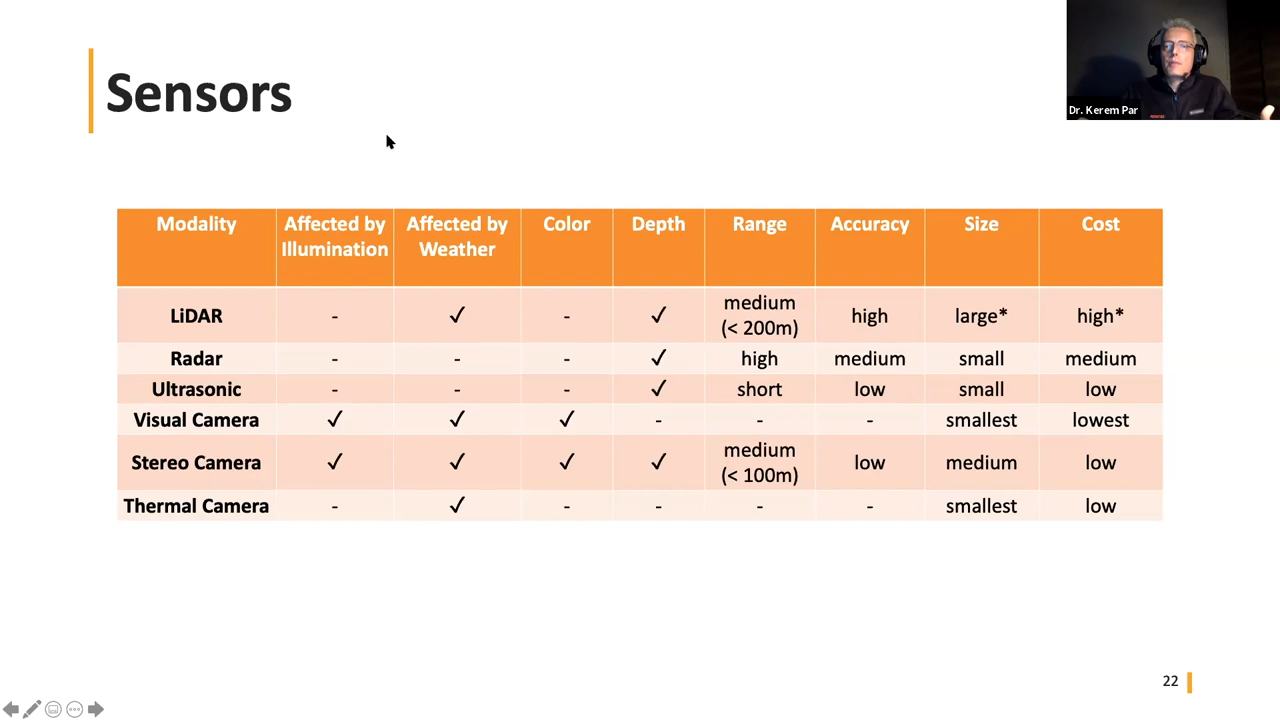 Sensors
Dr. Kerem Par
Modality Affected by Illumination Affected by Weather Color Depth Range Accuracy Size Cost
LiDAR - ✓ - ✓ medium (< 200m) high large* high*
Radar - - - ✓ high medium small medium
Ultrasonic - - - ✓ short low small low
Visual Camera ✓ ✓ ✓ - - - smallest lowest
Stereo Camera ✓ ✓ ✓ ✓ medium (< 100m) low medium low
Thermal Camera - ✓ - - - - smallest low
22